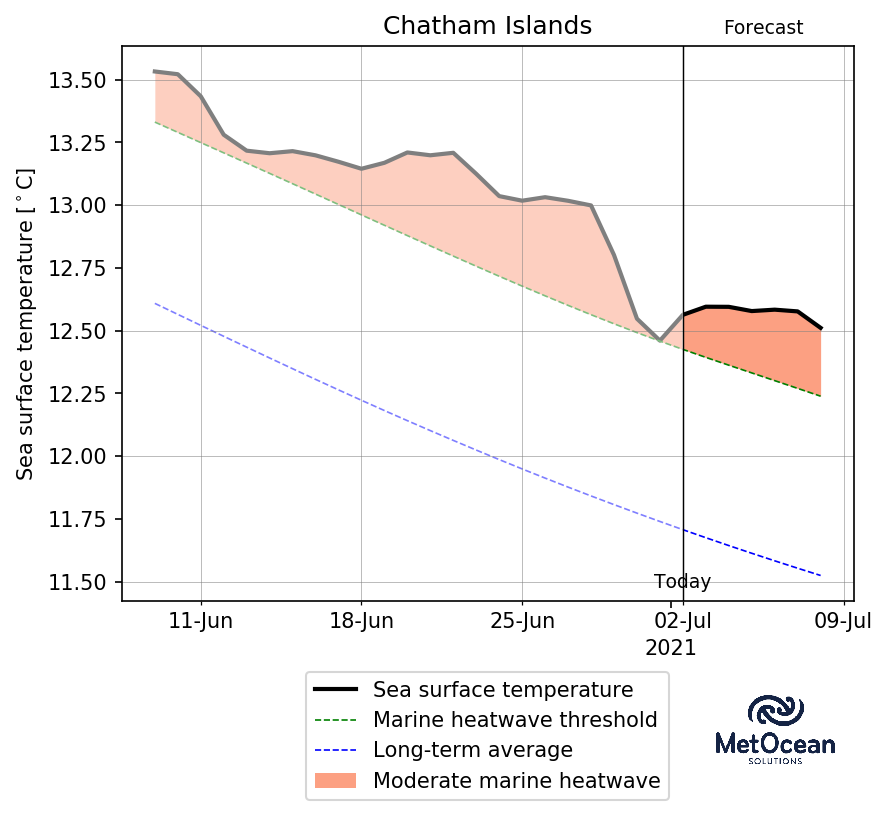 Chatham Islands
Forecast
Sea surface temperature [°C]
13.50
13.25
13.00
12.75
12.50
12.25
12.00
11.75
11.50
Today
11-Jun
18-Jun
25-Jun
02-Jul
09-Jul
2021
Sea surface temperature
Marine heatwave threshold
Long-term average
Moderate marine heatwave
MetOcean
SOLUTIONS